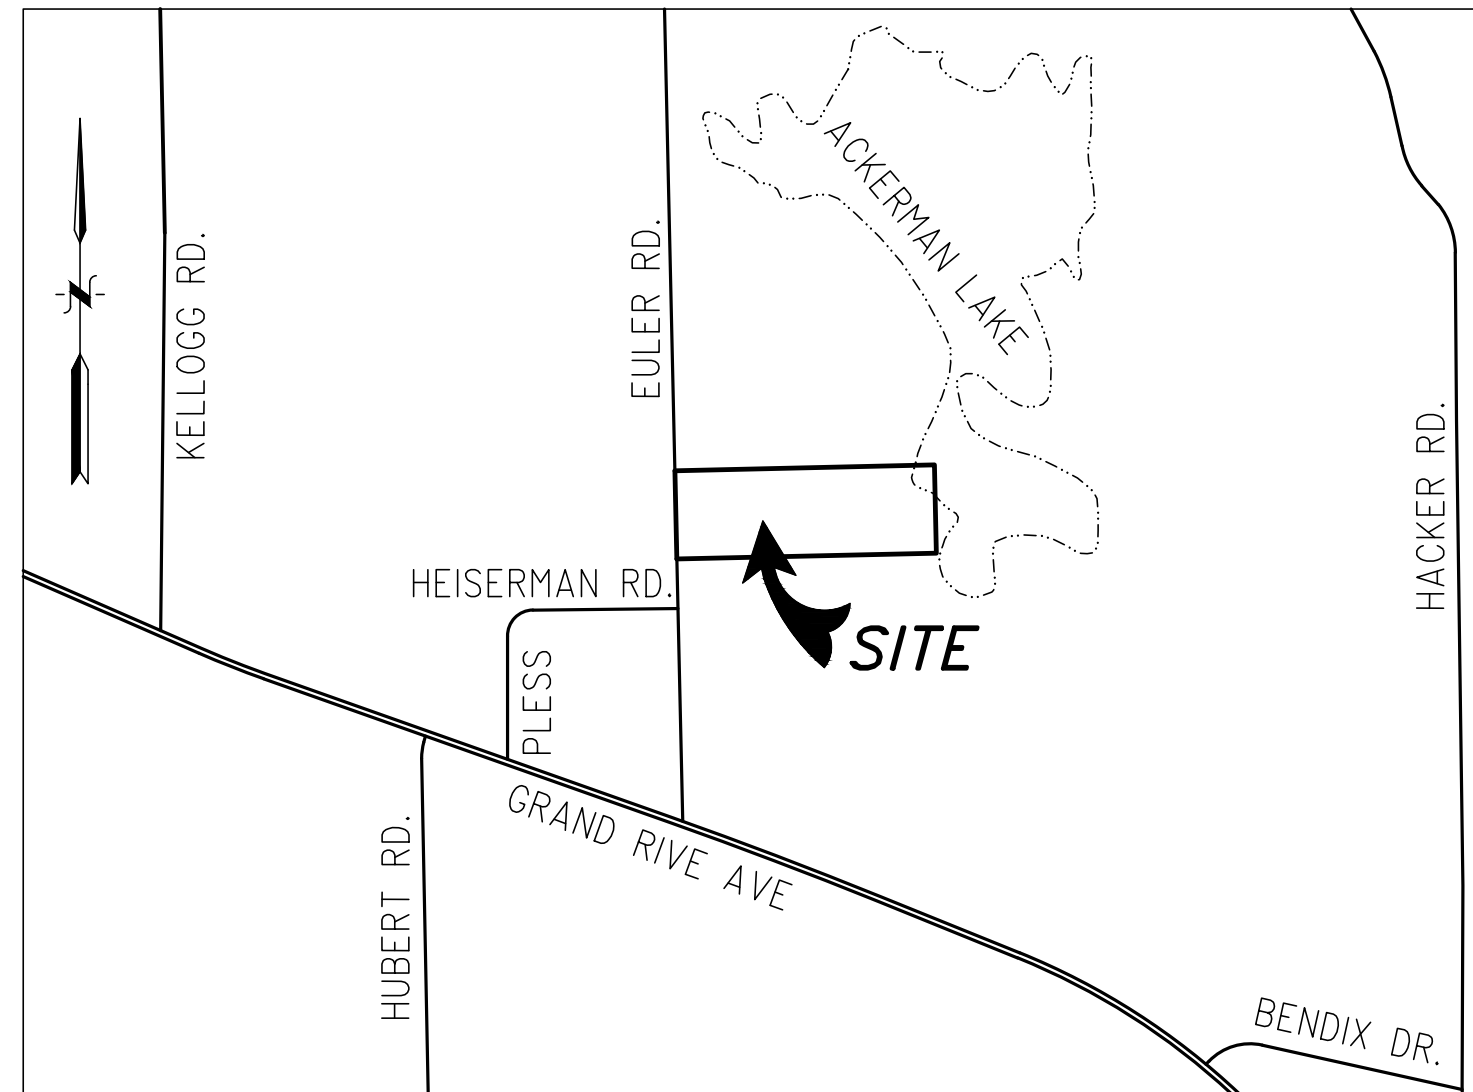 ACKERMAN LAKE
KELLOGG RD.
EULER RD.
HACKER RD.
N
HEISERMAN RD.
SITE
PLESS
GRAND RIVE AVE
HUBERT RD.
BENDIX DR.